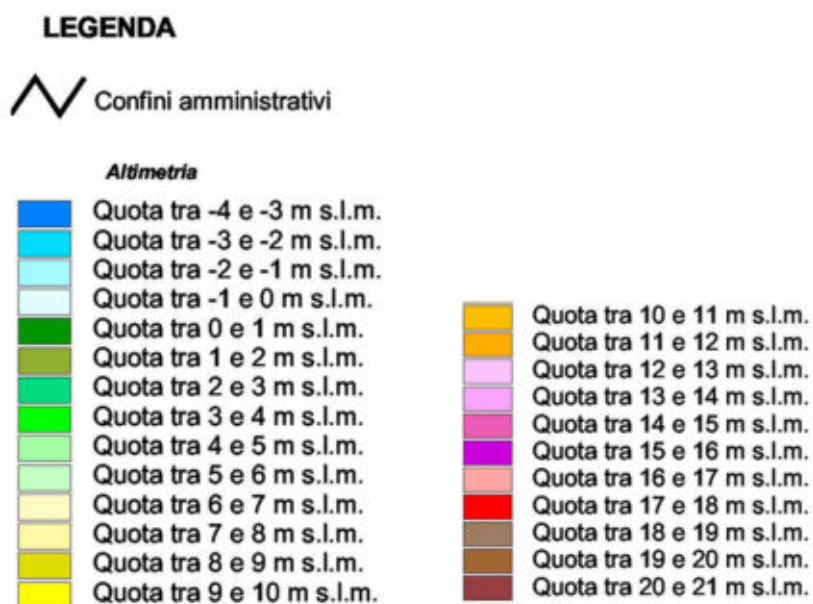 LEGENDA
Confini amministrativi
Altimetria
Quota tra -4 e -3 m s.l.m.
Quota tra -3 e -2 m s.l.m.
Quota tra -2 e -1 m s.l.m.
Quota tra -1 e 0 m s.l.m.
Quota tra 0 e 1 m s.l.m.
Quota tra 1 e 2 m s.l.m.
Quota tra 2 e 3 m s.l.m.
Quota tra 3 e 4 m s.l.m.
Quota tra 4 e 5 m s.l.m.
Quota tra 5 e 6 m s.l.m.
Quota tra 6 e 7 m s.l.m.
Quota tra 7 e 8 m s.l.m.
Quota tra 8 e 9 m s.l.m.
Quota tra 9 e 10 m s.l.m.
Quota tra 10 e 11 m s.l.m.
Quota tra 11 e 12 m s.l.m.
Quota tra 12 e 13 m s.l.m.
Quota tra 13 e 14 m s.l.m.
Quota tra 14 e 15 m s.l.m.
Quota tra 15 e 16 m s.l.m.
Quota tra 16 e 17 m s.l.m.
Quota tra 17 e 18 m s.l.m.
Quota tra 18 e 19 m s.l.m.
Quota tra 19 e 20 m s.l.m.
Quota tra 20 e 21 m s.l.m.